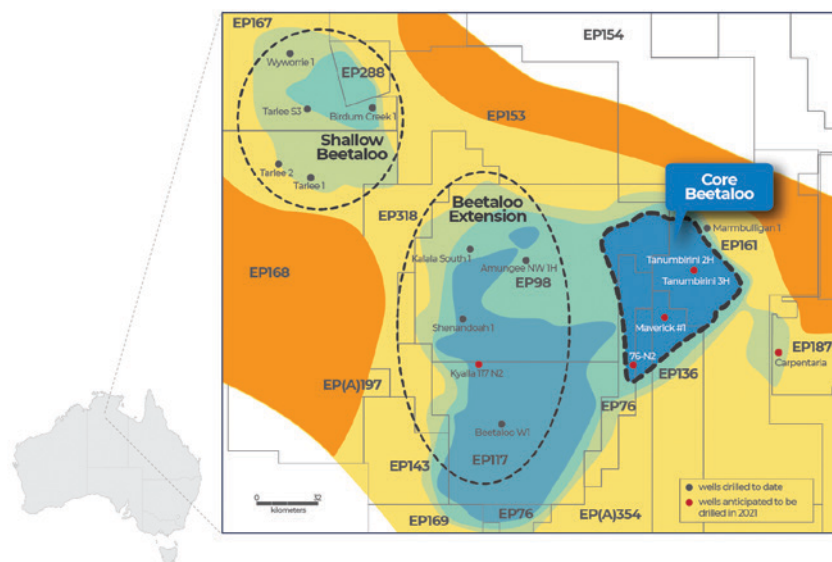 EP167
EP154
Wyworrie 1
EP288
Tarlee S3
Birdum Creek 1
EP153
Shallow
Beetaloo
Tarlee 2
Tarlee 1
Core
Beetaloo
Beetaloo
Extension
EP318
Marmbulligan 1
EP161
Kalala South 1
Amungee NW 1H
EP168
EP98
Tanumbirini 2H
Tanumbirini 3H
Shenandoah 1
Maverick #1
EP187
Carpentaria
Kyalla 117 N2
76-N2
EP136
EP(A)197
EP76
Beetaloo W1
EP143
EP117
EP169
EP76
EP(A)354
0
32
kilometers
wells drilled to date
wells anticipated to be
drilled in 2021